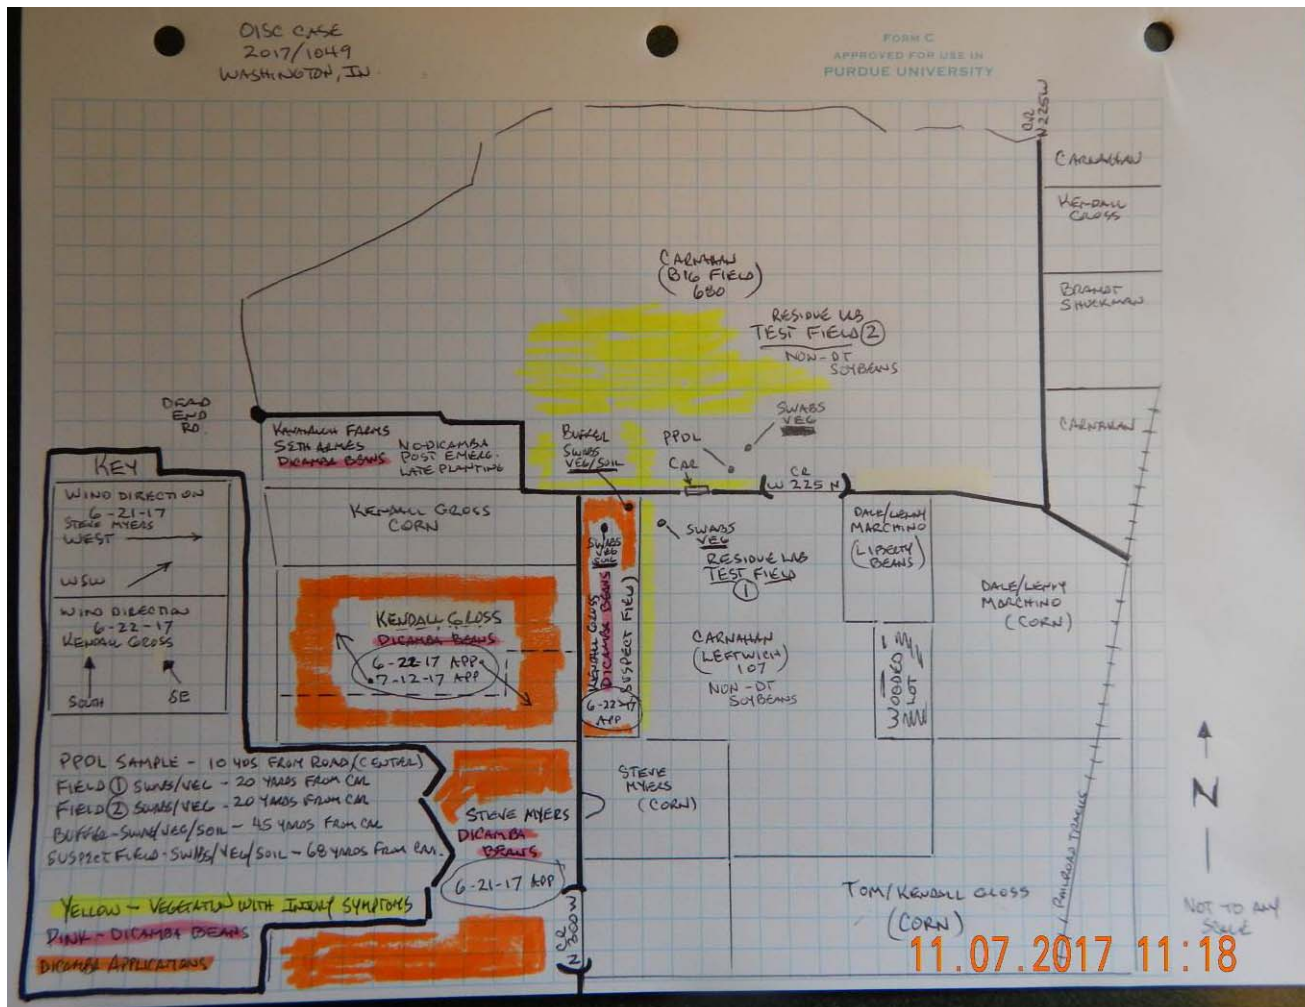 OISC CASE
2017/1049
WASHINGTON, IN.
FORM C
APPROVED FOR USE IN
PURDUE UNIVERSITY
CR
N 225W
CARNAHAN
KENDALL
GROSS
BRANDT
SHUCKMAN
CARNAHAN
CARNAHAN
(BIG FIELD)
680
RESIDUE LAB
TEST FIELD 2
NON-DT
SOYBEANS
DEAD
END
RD.
KAVANAUGH FARMS
SETH ARMES
DICAMBA BEANS
NO-DICAMBA
POST EMERG.
LATE PLANTING
BUFFER
SWABS
VEG/SOIL
PPDL
CAR
SWABS
VEG
CR
W 225 N
KENDALL GROSS
CORN
SWABS
VEG
SOIL
KENDALL GROSS
DICAMBA BEANS
(SUSPECT FIELD)
6-22-17
APP
SWABS
VEG
RESIDUE LAB
TEST FIELD
1
DALE/LENNY
MARCHINO
(LIBERTY
BEANS)
DALE/LENNY
MARCHINO
(CORN)
KENDALL GROSS
DICAMBA BEANS
6-22-17 APP
7-12-17 APP
CARNAHAN
(LEFTWICH)
107
NON-DT
SOYBEANS
WOODED
LOT
STEVE
MYERS
(CORN)
STEVE MYERS
DICAMBA
BEANS
6-21-17 APP
CR
N 300W
TOM/KENDALL GROSS
(CORN)
RAILROAD TRACKS
N
NOT TO ANY
SCALE
KEY
WIND DIRECTION
6-21-17
STEVE MYERS
WEST
WSW
WIND DIRECTION
6-22-17
KENDALL GROSS
SOUTH
SE
PPDL SAMPLE - 10 YDS FROM ROAD/(CENTER)
FIELD 1 SWABS/VEG - 20 YARDS FROM CAR
FIELD 2 SWABS/VEG - 20 YARDS FROM CAR
BUFFER-SWAB/VEG/SOIL - 45 YARDS FROM CAR
SUSPECT FIELD-SWABS/VEG/SOIL - 68 YARDS FROM CAR.
YELLOW - VEGETATION WITH INJURY SYMPTOMS
PINK - DICAMBA BEANS
DICAMBA APPLICATIONS
11.07.2017 11:18